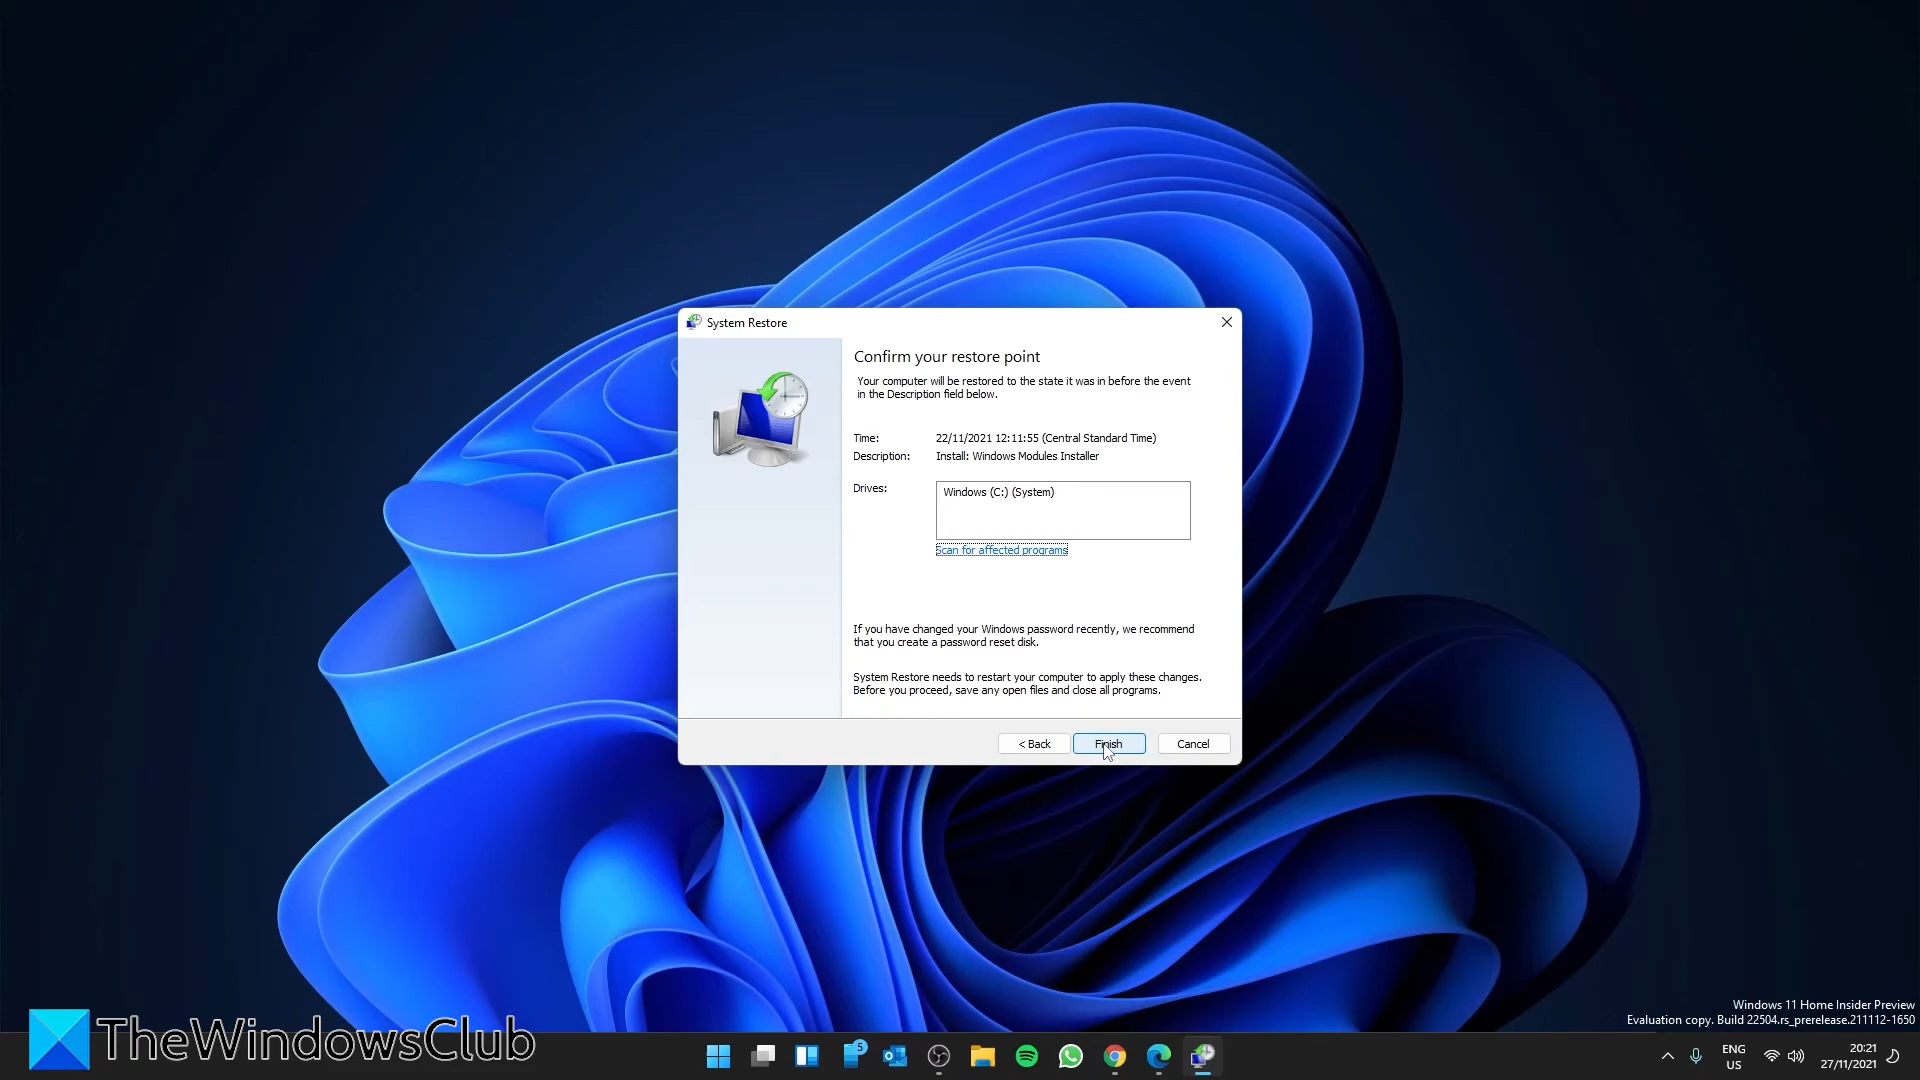 System Restore
Confirm your restore point
Your computer will be restored to the state it was in before the event
in the Description field below.
Time: 22/11/2021 12:11:55 (Central Standard Time)
Description: Install: Windows Modules Installer
Drives: Windows (C:) (System)
Scan for affected programs
If you have changed your Windows password recently, we recommend
that you create a password reset disk.
System Restore needs to restart your computer to apply these changes.
Before you proceed, save any open files and close all programs.
< Back Finish Cancel
Windows 11 Home Insider Preview
Evaluation copy. Build 22504.rs_prerelease.211112-1650
TheWindowsClub
5
ENG
US
20:21
27/11/2021